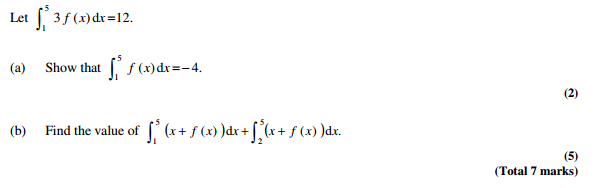 Let ∫₁⁵ 3 f (x) dx = 12.
(a) Show that ∫₁⁵ f (x) dx = −4.
(2)
(b) Find the value of ∫₁⁵ (x + f (x) )dx + ∫₂⁵ (x + f (x) )dx.
(5)
(Total 7 marks)